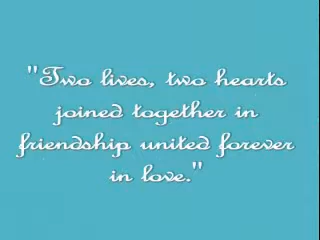 "Two lives, two hearts
joined together in
friendship united forever
in love."